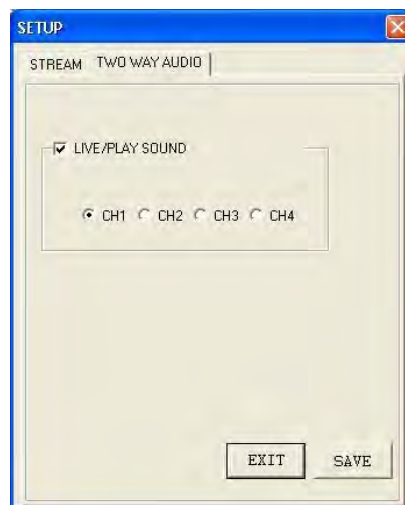 SETUP
STREAM TWO WAY AUDIO
LIVE/PLAY SOUND
CH1 CH2 CH3 CH4
EXIT SAVE